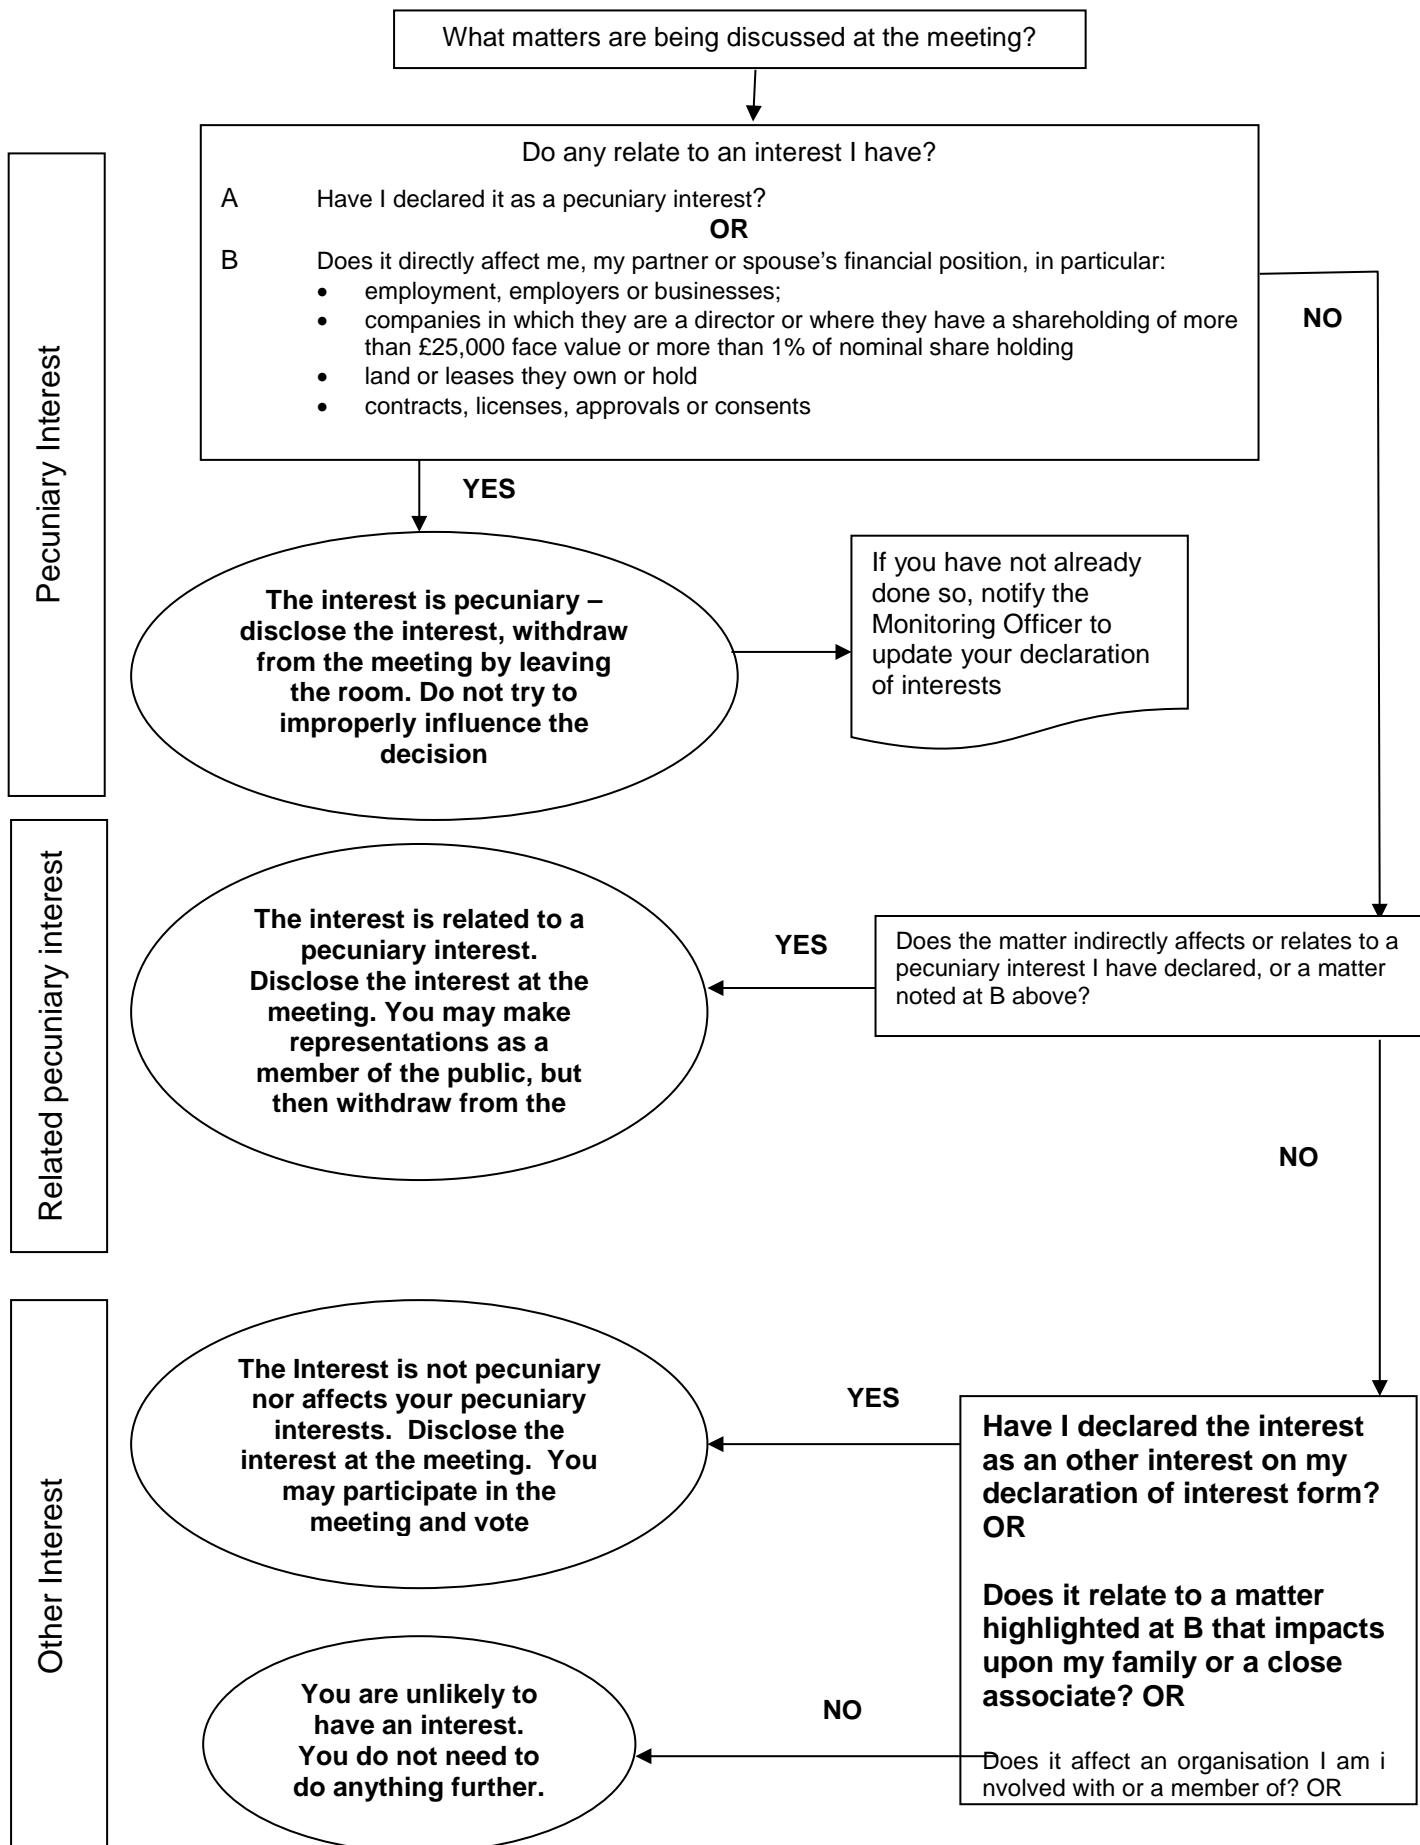 What matters are being discussed at the meeting?
Do any relate to an interest I have?
A Have I declared it as a pecuniary interest?
OR
B Does it directly affect me, my partner or spouse's financial position, in particular:
• employment, employers or businesses;
• companies in which they are a director or where they have a shareholding of more
than £25,000 face value or more than 1% of nominal share holding
• land or leases they own or hold
• contracts, licenses, approvals or consents
NO
Pecuniary Interest
YES
The interest is pecuniary –
disclose the interest, withdraw
from the meeting by leaving
the room. Do not try to
improperly influence the
decision
If you have not already
done so, notify the
Monitoring Officer to
update your declaration
of interests
Related pecuniary interest
The interest is related to a
pecuniary interest.
Disclose the interest at the
meeting. You may make
representations as a
member of the public, but
then withdraw from the
YES
Does the matter indirectly affects or relates to a
pecuniary interest I have declared, or a matter
noted at B above?
NO
Other Interest
The Interest is not pecuniary
nor affects your pecuniary
interests. Disclose the
interest at the meeting. You
may participate in the
meeting and vote
YES
Have I declared the interest
as an other interest on my
declaration of interest form?
OR
Does it relate to a matter
highlighted at B that impacts
upon my family or a close
associate? OR
Does it affect an organisation I am i
nvolved with or a member of? OR
NO
You are unlikely to
have an interest.
You do not need to
do anything further.